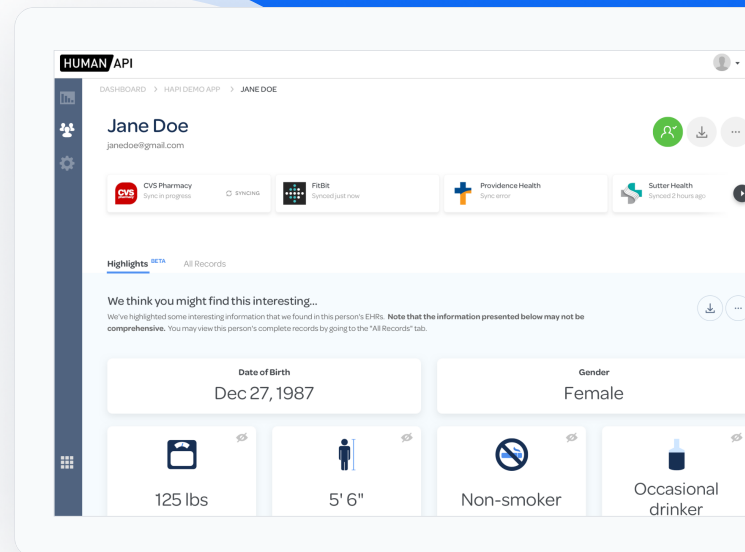 HUMAN API
DASHBOARD > HAPI DEMO APP > JANE DOE
Jane Doe
janedoe@gmail.com
CVS pharmacy
CVS Pharmacy
Sync in progress
SYNCING
FitBit
Synced just now
Providence Health
Sync error
Sutter Health
Synced 2 hours ago
Highlights BETA
All Records
We think you might find this interesting...
We've highlighted some interesting information that we found in this person's EHRs. Note that the information presented below may not be
comprehensive. You may view this person's complete records by going to the "All Records" tab.
Date of Birth
Dec 27, 1987
Gender
Female
125 lbs
5' 6"
Non-smoker
Occasional
drinker